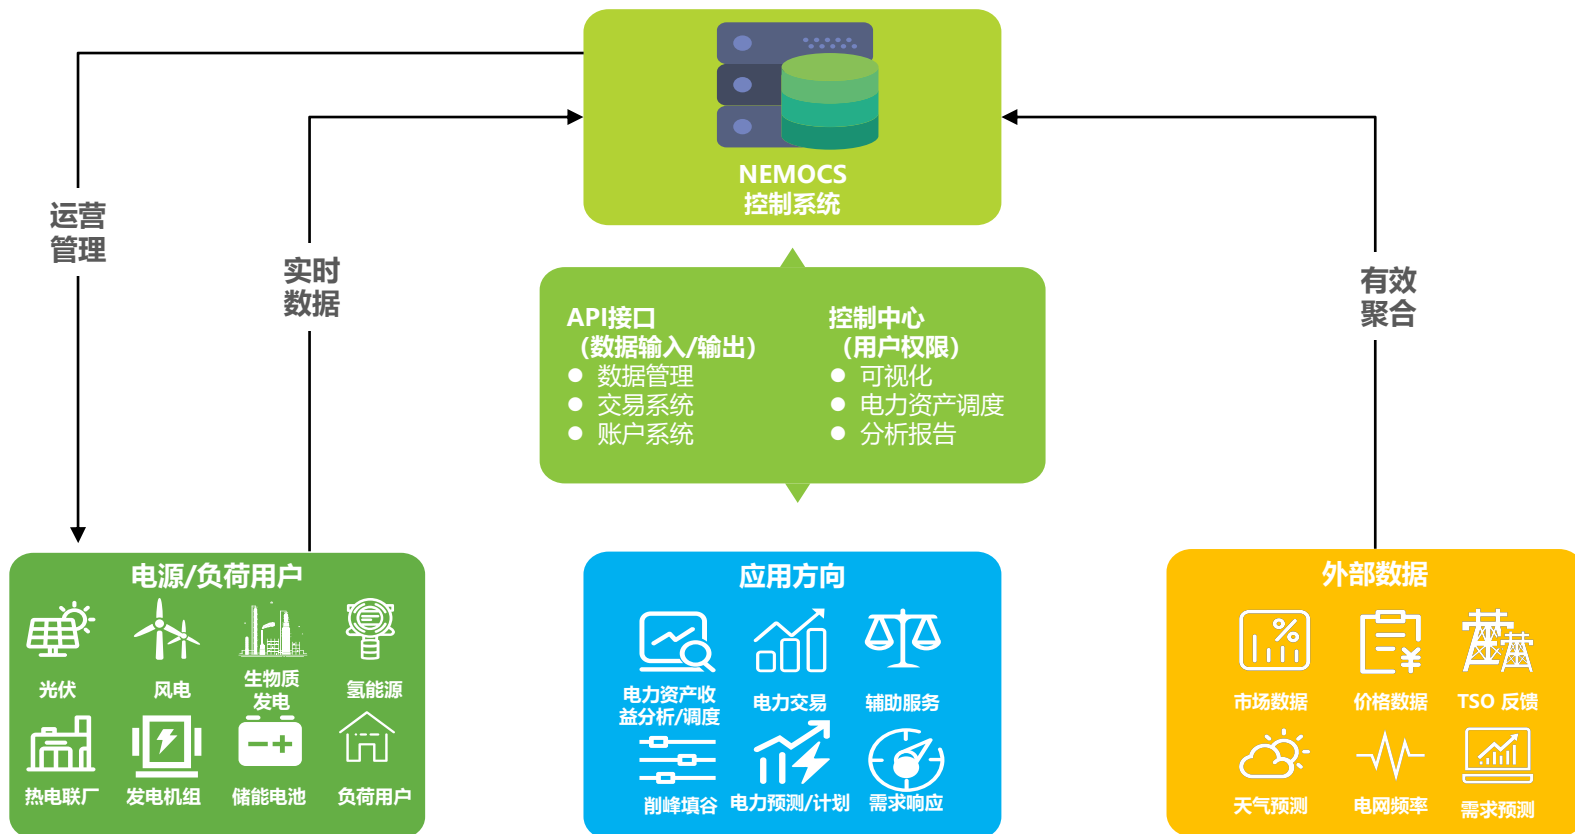 NEMOCS
控制系统
运营
管理
实时
数据
有效
聚合
API接口
（数据输入/输出）
数据管理
交易系统
账户系统
控制中心
（用户权限）
可视化
电力资产调度
分析报告
电源/负荷用户
光伏
风电
生物质
发电
氢能源
热电联厂
发电机组
储能电池
负荷用户
应用方向
电力资产收
益分析/调度
电力交易
辅助服务
削峰填谷
电力预测/计划
需求响应
外部数据
市场数据
价格数据
TSO 反馈
天气预测
电网频率
需求预测